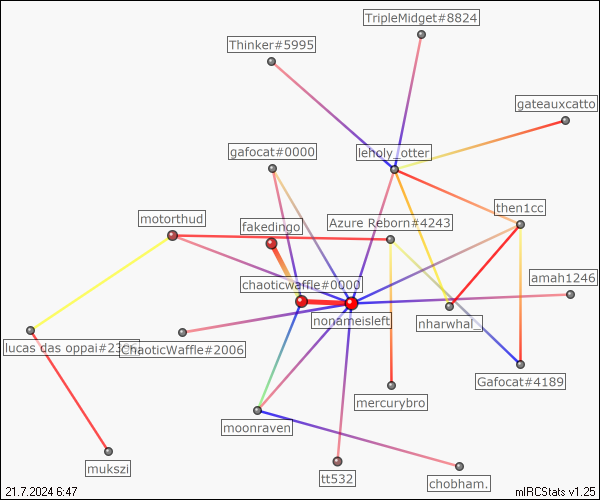 TripleMidget#8824
Thinker#5995
gateauxcatto
gafocat#0000
leholy_otter
then1cc
motorthud
fakedingo
Azure Reborn#4243
chaoticwaffle#0000
amah1246
nonameisleft
nharwhal_
lucas das oppai#23
ChaoticWaffle#2006
Gafocat#4189
mercurybro
moonraven
mukszi
tt532
chobham.
21.7.2024 6:47
mIRCStats v1.25